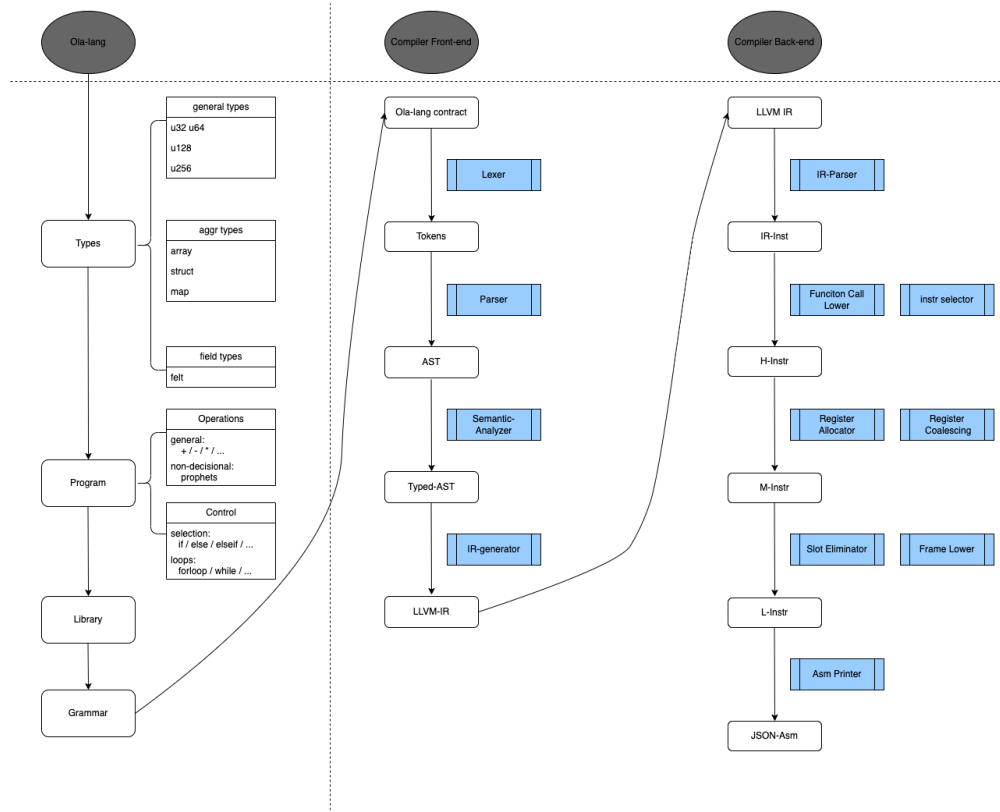 Ola-lang
Compiler Front-end
Compiler Back-end
general types
u32 u64
u128
u256
Types
aggr types
array
struct
map
field types
felt
Program
Operations
general:
+ / - / * / ...
non-decisional:
prophets
Control
selection:
if / else / elseif / ...
loops:
forloop / while / ...
Library
Grammar
Ola-lang contract
Lexer
Tokens
Parser
AST
Semantic-
Analyzer
Typed-AST
IR-generator
LLVM-IR
LLVM IR
IR-Parser
IR-Inst
Funciton Call
Lower
instr selector
H-Instr
Register
Allocator
Register
Coalescing
M-Instr
Slot Eliminator
Frame Lower
L-Instr
Asm Printer
JSON-Asm